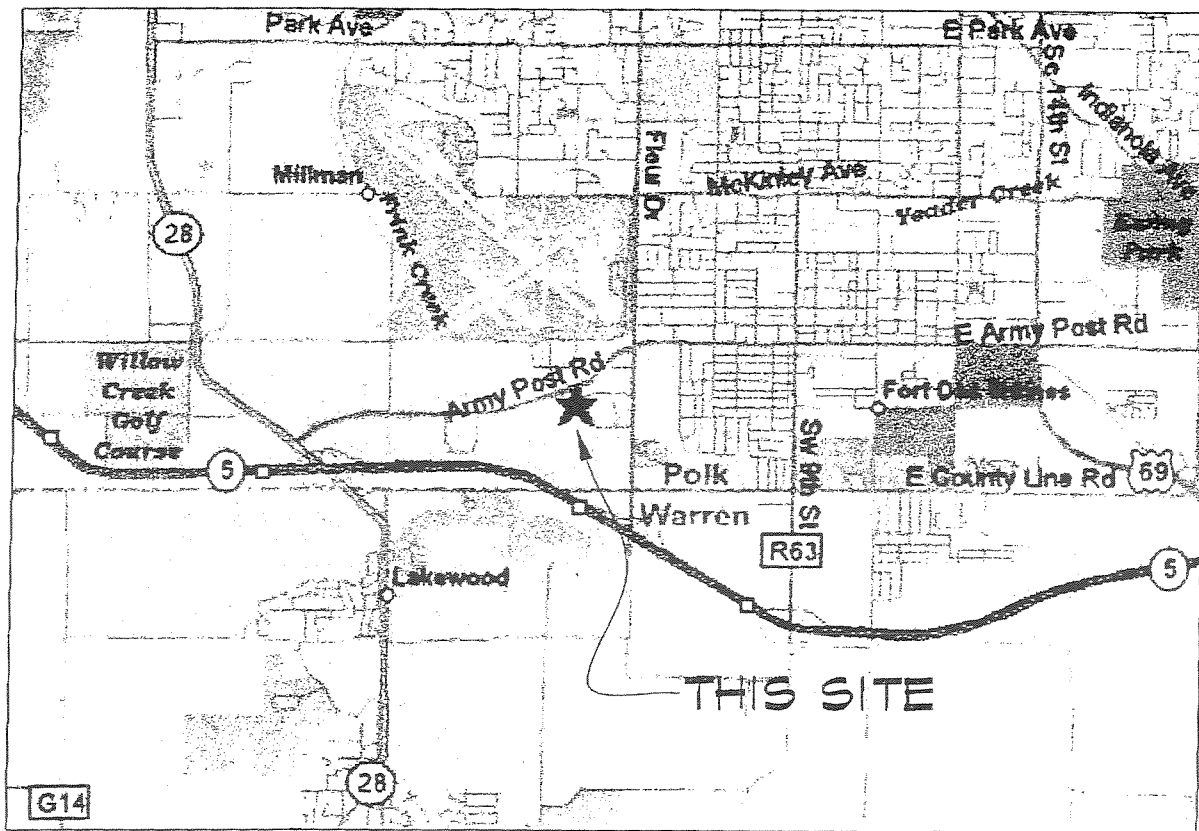 Park Ave
E Park Ave
Se 14th St
Indianola Ave
Fleur Dr
Millman
McKinley Ave
Yeader Creek
28
Frink Creek
Park
E Army Post Rd
Willow
Creek
Golf
Course
Army Post Rd
Fort Des Moines
Sw 9th St
5
Polk
E County Line Rd
69
Warren
R63
5
Lakewood
THIS SITE
28
G14